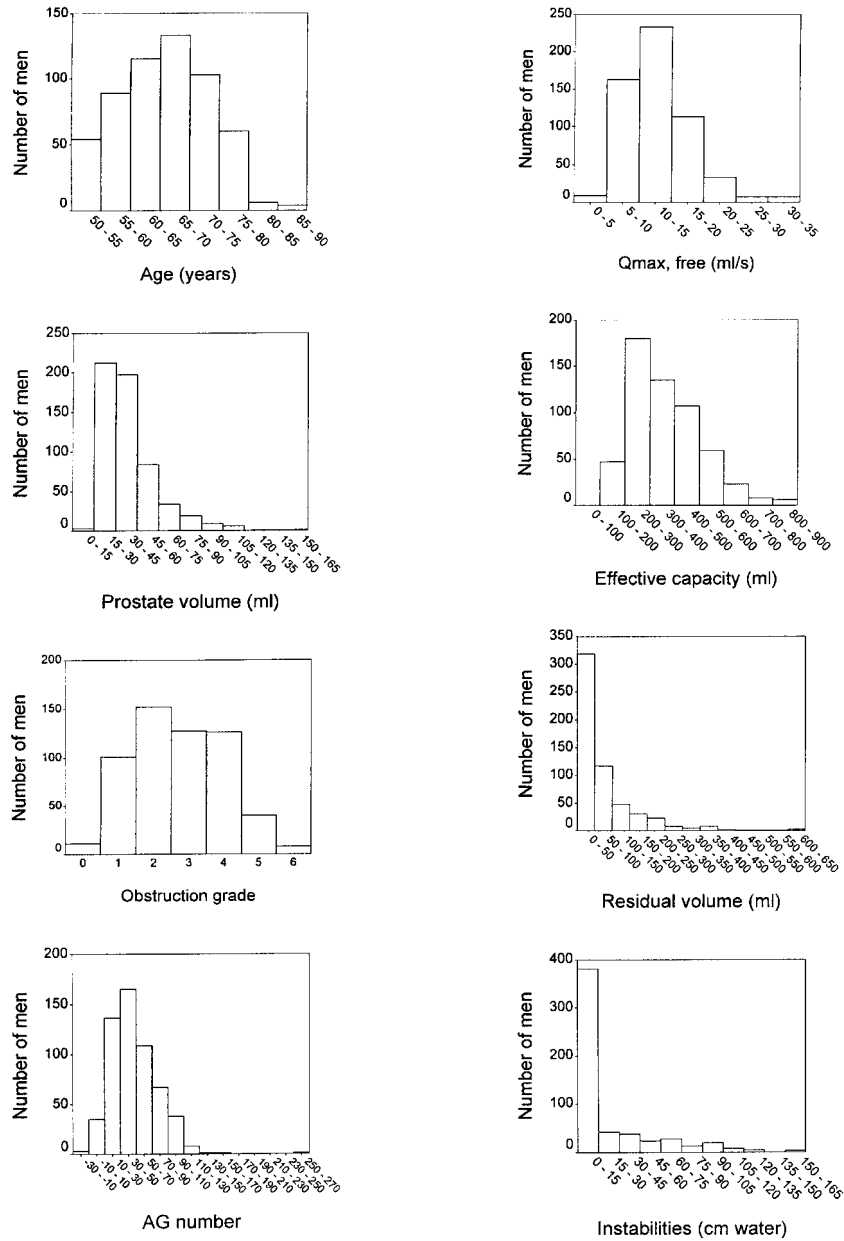 Number of men
150
100
50
0
50 - 55
55 - 60
60 - 65
65 - 70
70 - 75
75 - 80
80 - 85
85 - 90
Age (years)
Number of men
250
200
150
100
50
0
0 - 5
5 - 10
10 - 15
15 - 20
20 - 25
25 - 30
30 - 35
Qmax, free (ml/s)
Number of men
250
200
150
100
50
0
0 - 15
15 - 30
30 - 45
45 - 60
60 - 75
75 - 90
90 - 105
105 - 120
120 - 135
135 - 150
150 - 165
Prostate volume (ml)
Number of men
200
150
100
50
0
0 - 100
100 - 200
200 - 300
300 - 400
400 - 500
500 - 600
600 - 700
700 - 800
800 - 900
Effective capacity (ml)
Number of men
200
150
100
50
0
0
1
2
3
4
5
6
Obstruction grade
Number of men
350
300
250
200
150
100
50
0
0 - 50
50 - 100
100 - 150
150 - 200
200 - 250
250 - 300
300 - 350
350 - 400
400 - 450
450 - 500
500 - 550
550 - 600
600 - 650
Residual volume (ml)
Number of men
200
150
100
50
0
-30 - -10
-10 - 10
10 - 30
30 - 50
50 - 70
70 - 90
90 - 110
110 - 130
130 - 150
150 - 170
170 - 190
190 - 210
210 - 230
230 - 250
250 - 270
AG number
Number of men
400
300
200
100
0
0 - 15
15 - 30
30 - 45
45 - 60
60 - 75
75 - 90
90 - 105
105 - 120
120 - 135
135 - 150
150 - 165
Instabilities (cm water)